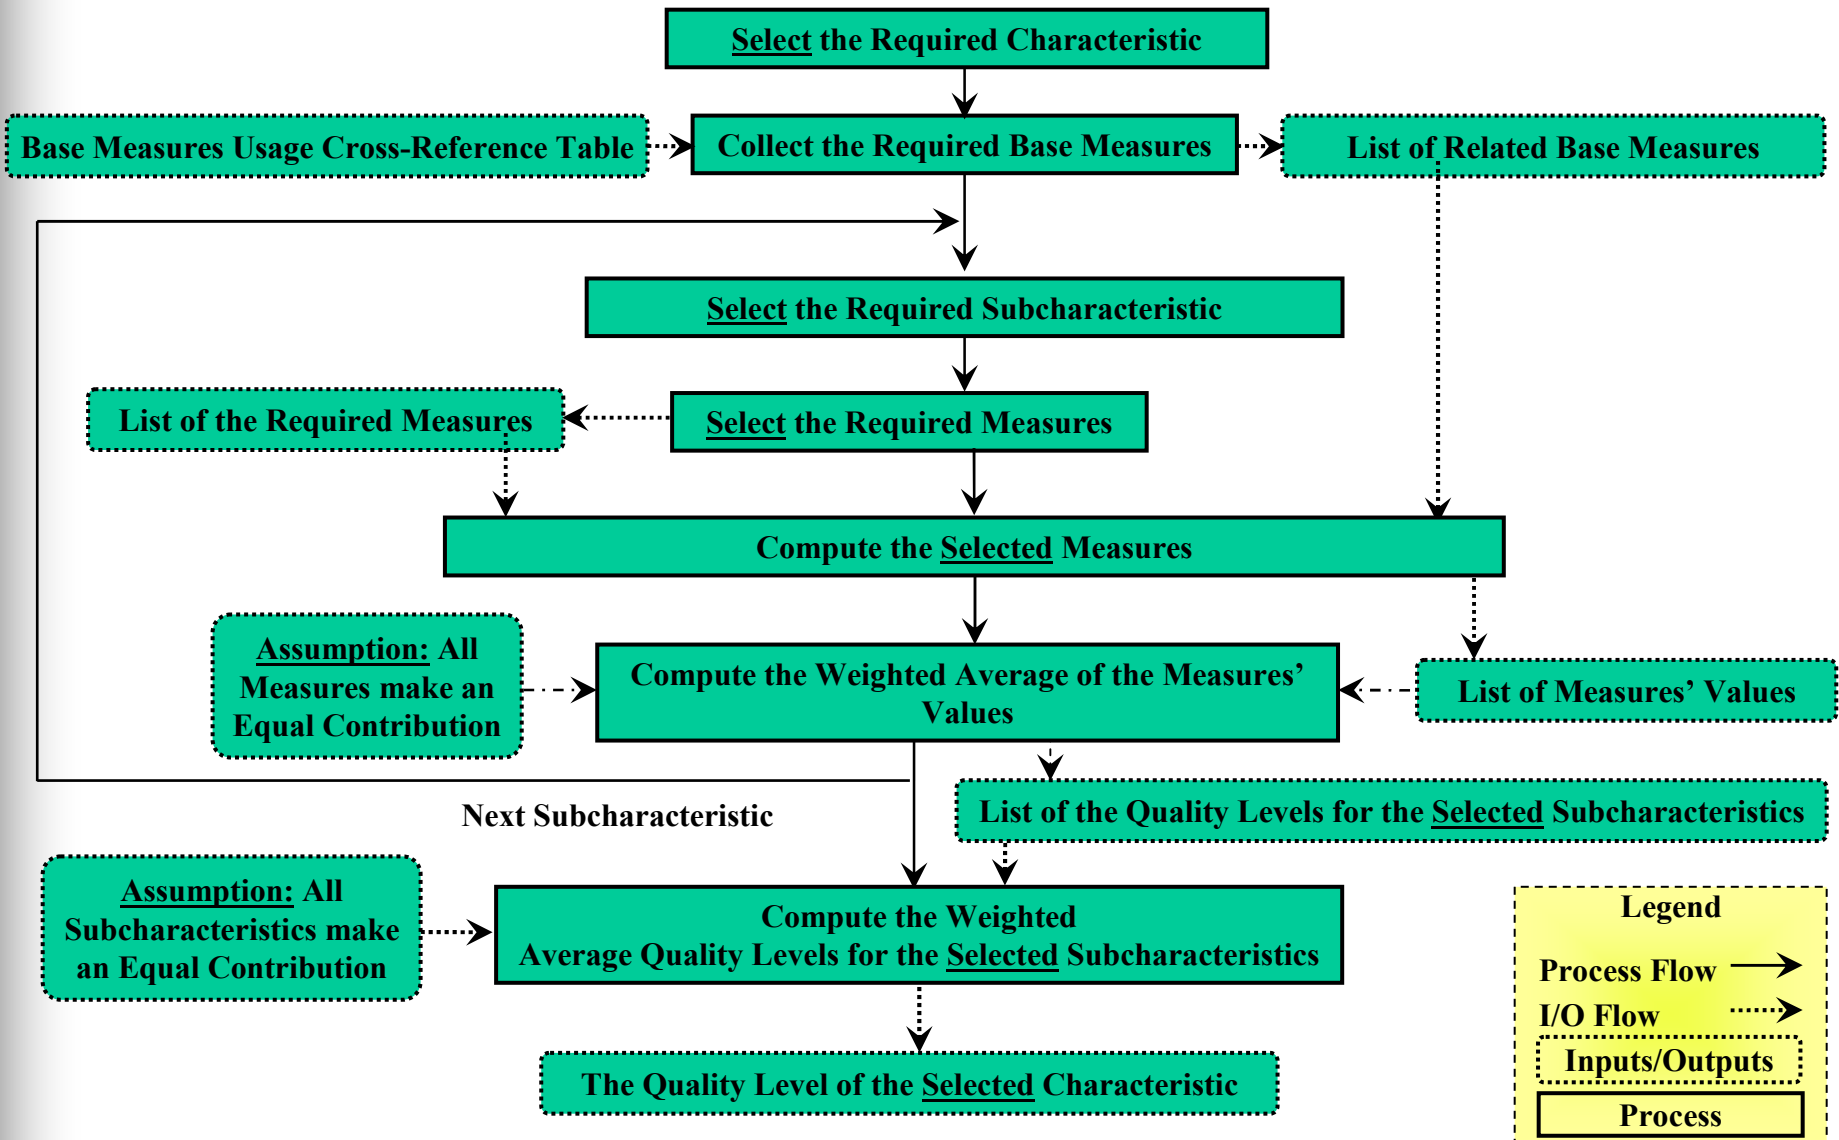 Select the Required Characteristic
Base Measures Usage Cross-Reference Table
Collect the Required Base Measures
List of Related Base Measures
Select the Required Subcharacteristic
List of the Required Measures
Select the Required Measures
Compute the Selected Measures
Assumption: All
Measures make an
Equal Contribution
Compute the Weighted Average of the Measures’
Values
List of Measures’ Values
Next Subcharacteristic
List of the Quality Levels for the Selected Subcharacteristics
Assumption: All
Subcharacteristics make
an Equal Contribution
Compute the Weighted
Average Quality Levels for the Selected Subcharacteristics
The Quality Level of the Selected Characteristic
Legend
Process Flow
I/O Flow
Inputs/Outputs
Process